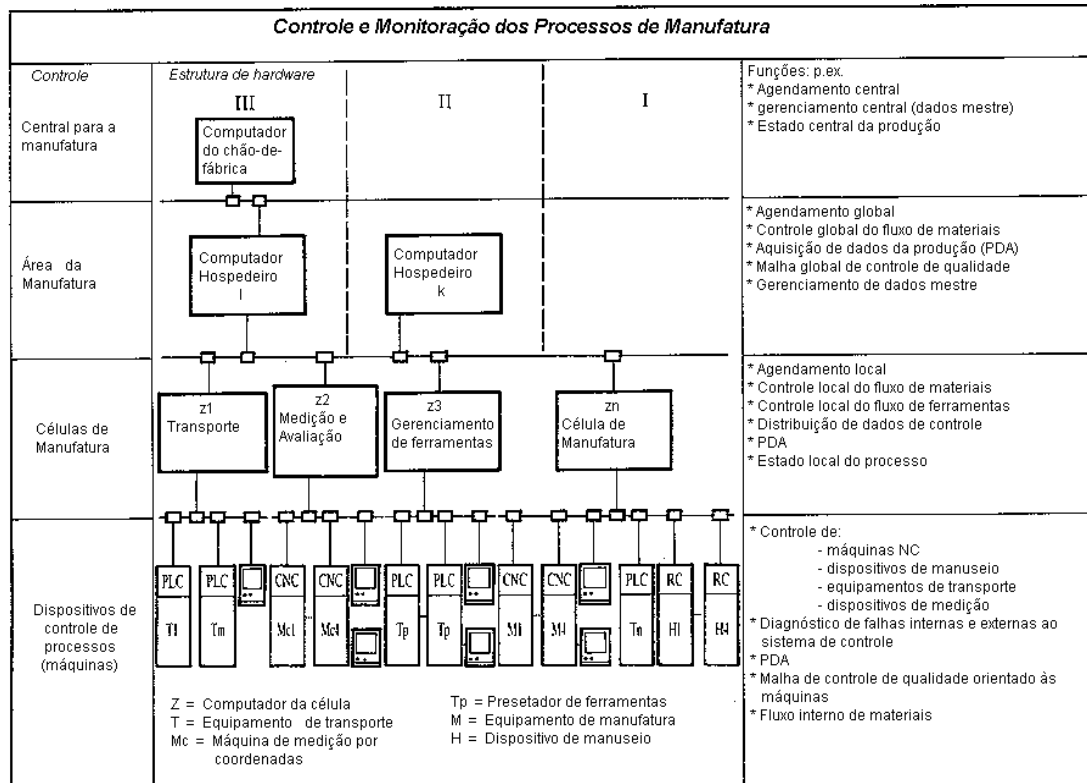 Controle e Monitoração dos Processos de Manufatura
Controle
Estrutura de hardware
III
II
I
Central para a
manufatura
Computador
do chão-de-
fábrica
Funções: p.ex.
* Agendamento central
* gerenciamento central (dados mestre)
* Estado central da produção
Área da
Manufatura
Computador
Hospedeiro
l
Computador
Hospedeiro
k
* Agendamento global
* Controle global do fluxo de materiais
* Aquisição de dados da produção (PDA)
* Malha global de controle de qualidade
* Gerenciamento de dados mestre
Células de
Manufatura
z1
Transporte
z2
Medição e
Avaliação
z3
Gerenciamento
de ferramentas
zn
Célula de
Manufatura
* Agendamento local
* Controle local do fluxo de materiais
* Controle local do fluxo de ferramentas
* Distribuição de dados de controle
* PDA
* Estado local do processo
Dispositivos de
controle de
processos
(máquinas)
PLC PLC CNC CNC PLC PLC CNC CNC PLC RC RC
Tm Tp Tp Tn
Z = Computador da célula
T = Equipamento de transporte
Mc = Máquina de medição por
coordenadas
Tp = Presetador de ferramentas
M = Equipamento de manufatura
H = Dispositivo de manuseio
* Controle de:
- máquinas NC
- dispositivos de manuseio
- equipamentos de transporte
- dispositivos de medição
* Diagnóstico de falhas internas e externas ao
sistema de controle
* PDA
* Malha de controle de qualidade orientado às
máquinas
* Fluxo interno de materiais